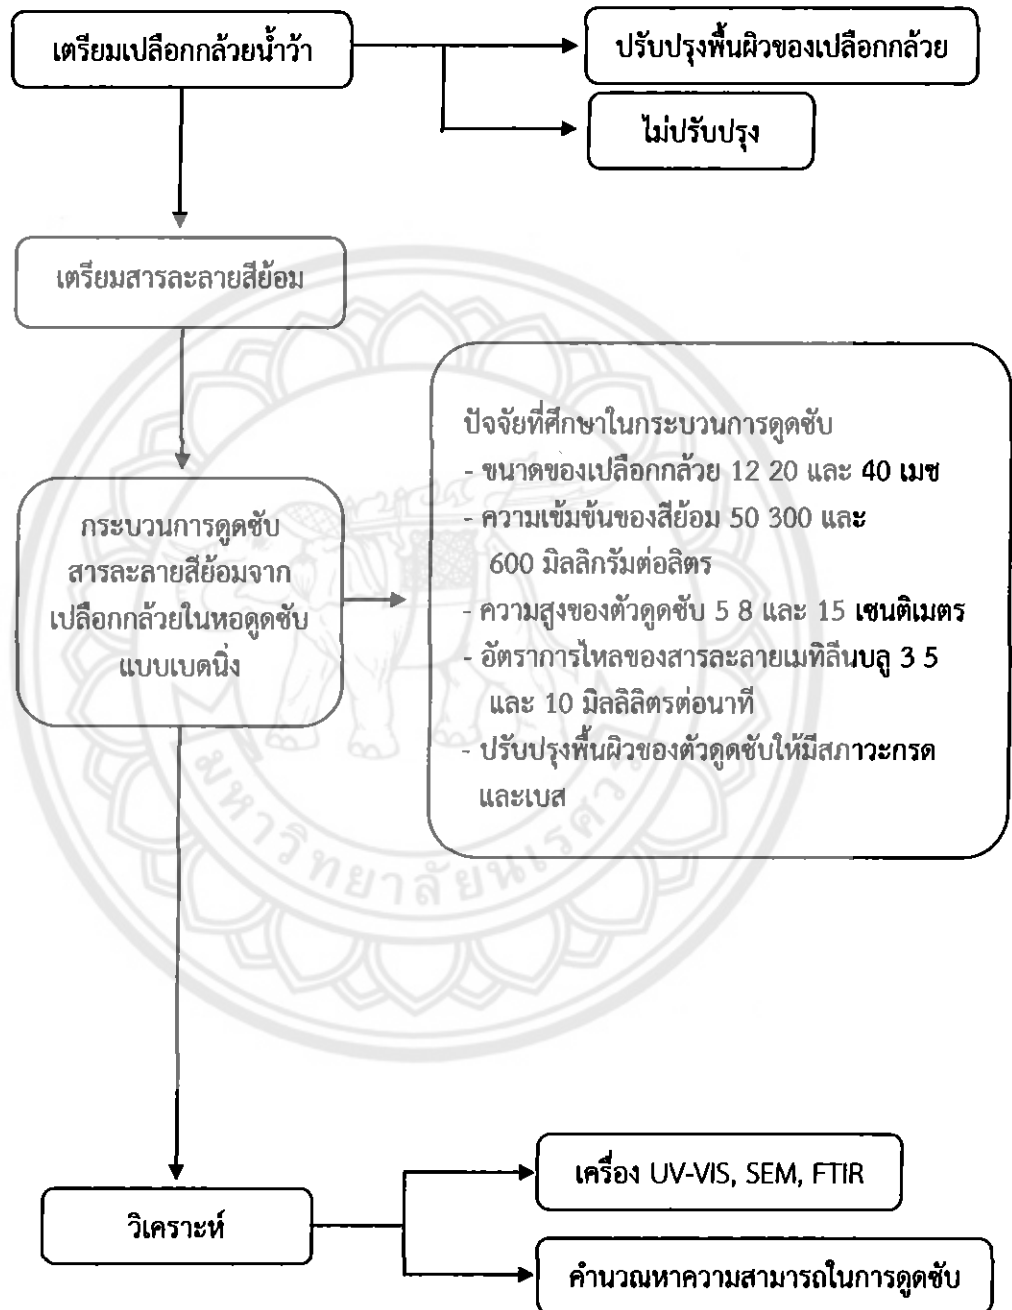 เตรียมเปลือกกล้วยน้ำว้า
ปรับปรุงพื้นผิวของเปลือกกล้วย
ไม่ปรับปรุง
เตรียมสารละลายสีย้อม
กระบวนการดูดซับ
สารละลายสีย้อมจาก
เปลือกกล้วยในหอดูดซับ
แบบเบดนิ่ง
ปัจจัยที่ศึกษาในกระบวนการดูดซับ
- ขนาดของเปลือกกล้วย 12 20 และ 40 เมช
- ความเข้มข้นของสีย้อม 50 300 และ
600 มิลลิกรัมต่อลิตร
- ความสูงของตัวดูดซับ 5 8 และ 15 เซนติเมตร
- อัตราการไหลของสารละลายเมทิลีนบลู 3 5
และ 10 มิลลิลิตรต่อนาที
- ปรับปรุงพื้นผิวของตัวดูดซับให้มีสภาวะกรด
และเบส
มหาวิทยาลัยนเรศวร
วิเคราะห์
เครื่อง UV-VIS, SEM, FTIR
คำนวณหาความสามารถในการดูดซับ